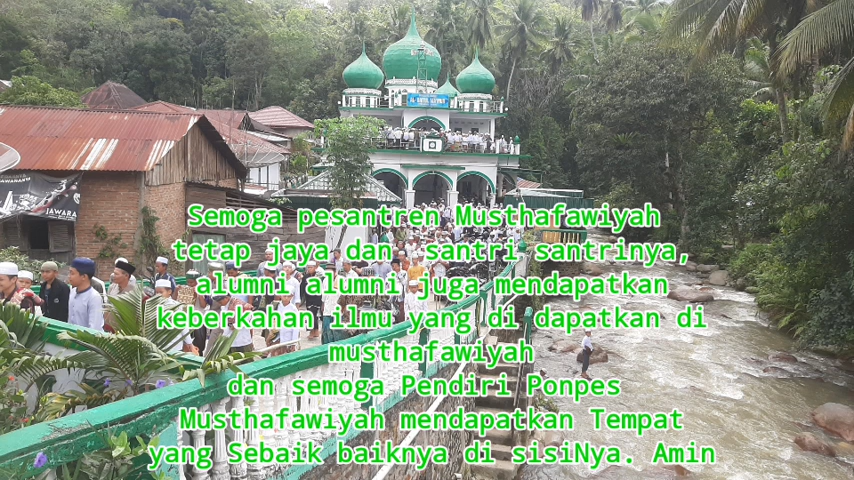 Semoga pesantren Musthafawiyah
tetap jaya dan santri santrinya,
alumni alumni juga mendapatkan
keberkahan ilmu yang di dapatkan di
musthafawiyah
dan semoga Pendiri Ponpes
Musthafawiyah mendapatkan Tempat
yang Sebaik baiknya di sisiNya. Amin
JAWARA